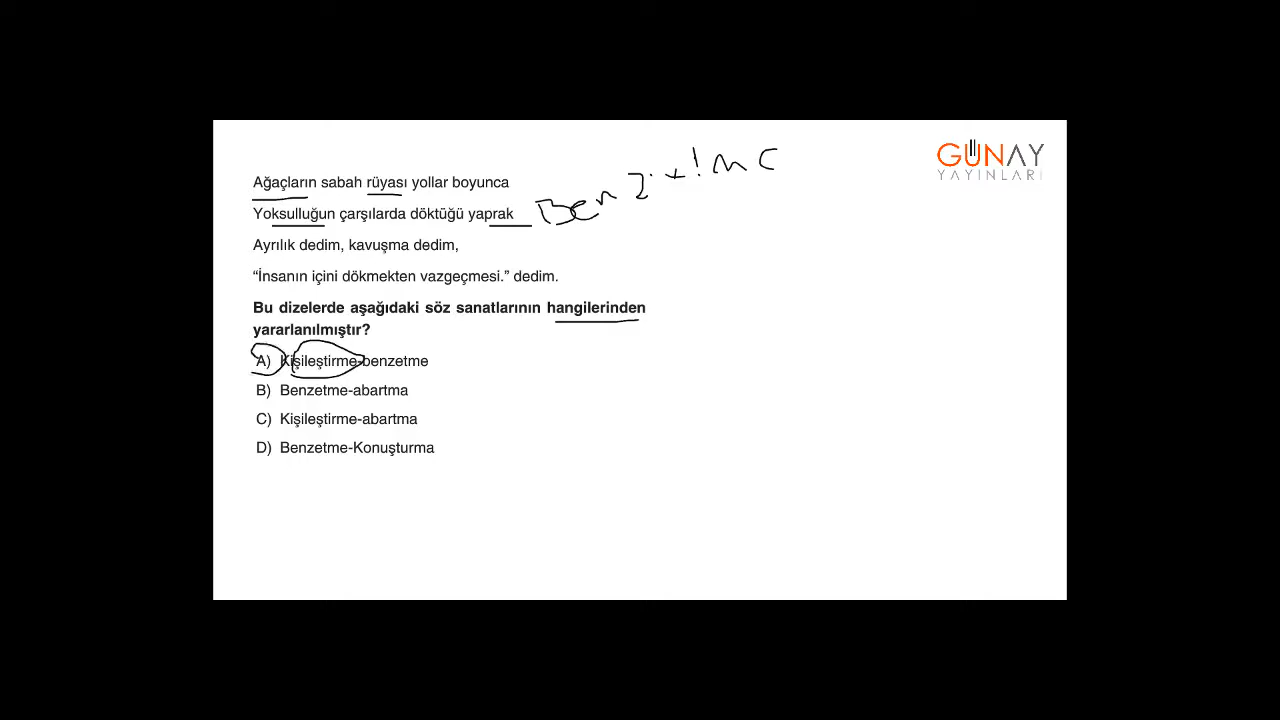 GÜNAY
YAYINLARI
Ağaçların sabah rüyası yollar boyunca
Yoksulluğun çarşılarda döktüğü yaprak
Benzetme
Ayrılık dedim, kavuşma dedim,
“İnsanın içini dökmekten vazgeçmesi.” dedim.
Bu dizelerde aşağıdaki söz sanatlarının hangilerinden
yararlanılmıştır?
A) Kişileştirme-benzetme
B) Benzetme-abartma
C) Kişileştirme-abartma
D) Benzetme-Konuşturma